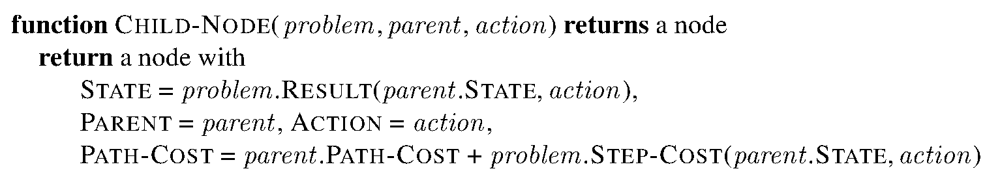 function CHILD-NODE(problem, parent, action) returns a node
return a node with
STATE = problem.RESULT(parent.STATE, action),
PARENT = parent, ACTION = action,
PATH-COST = parent.PATH-COST + problem.STEP-COST(parent.STATE, action)